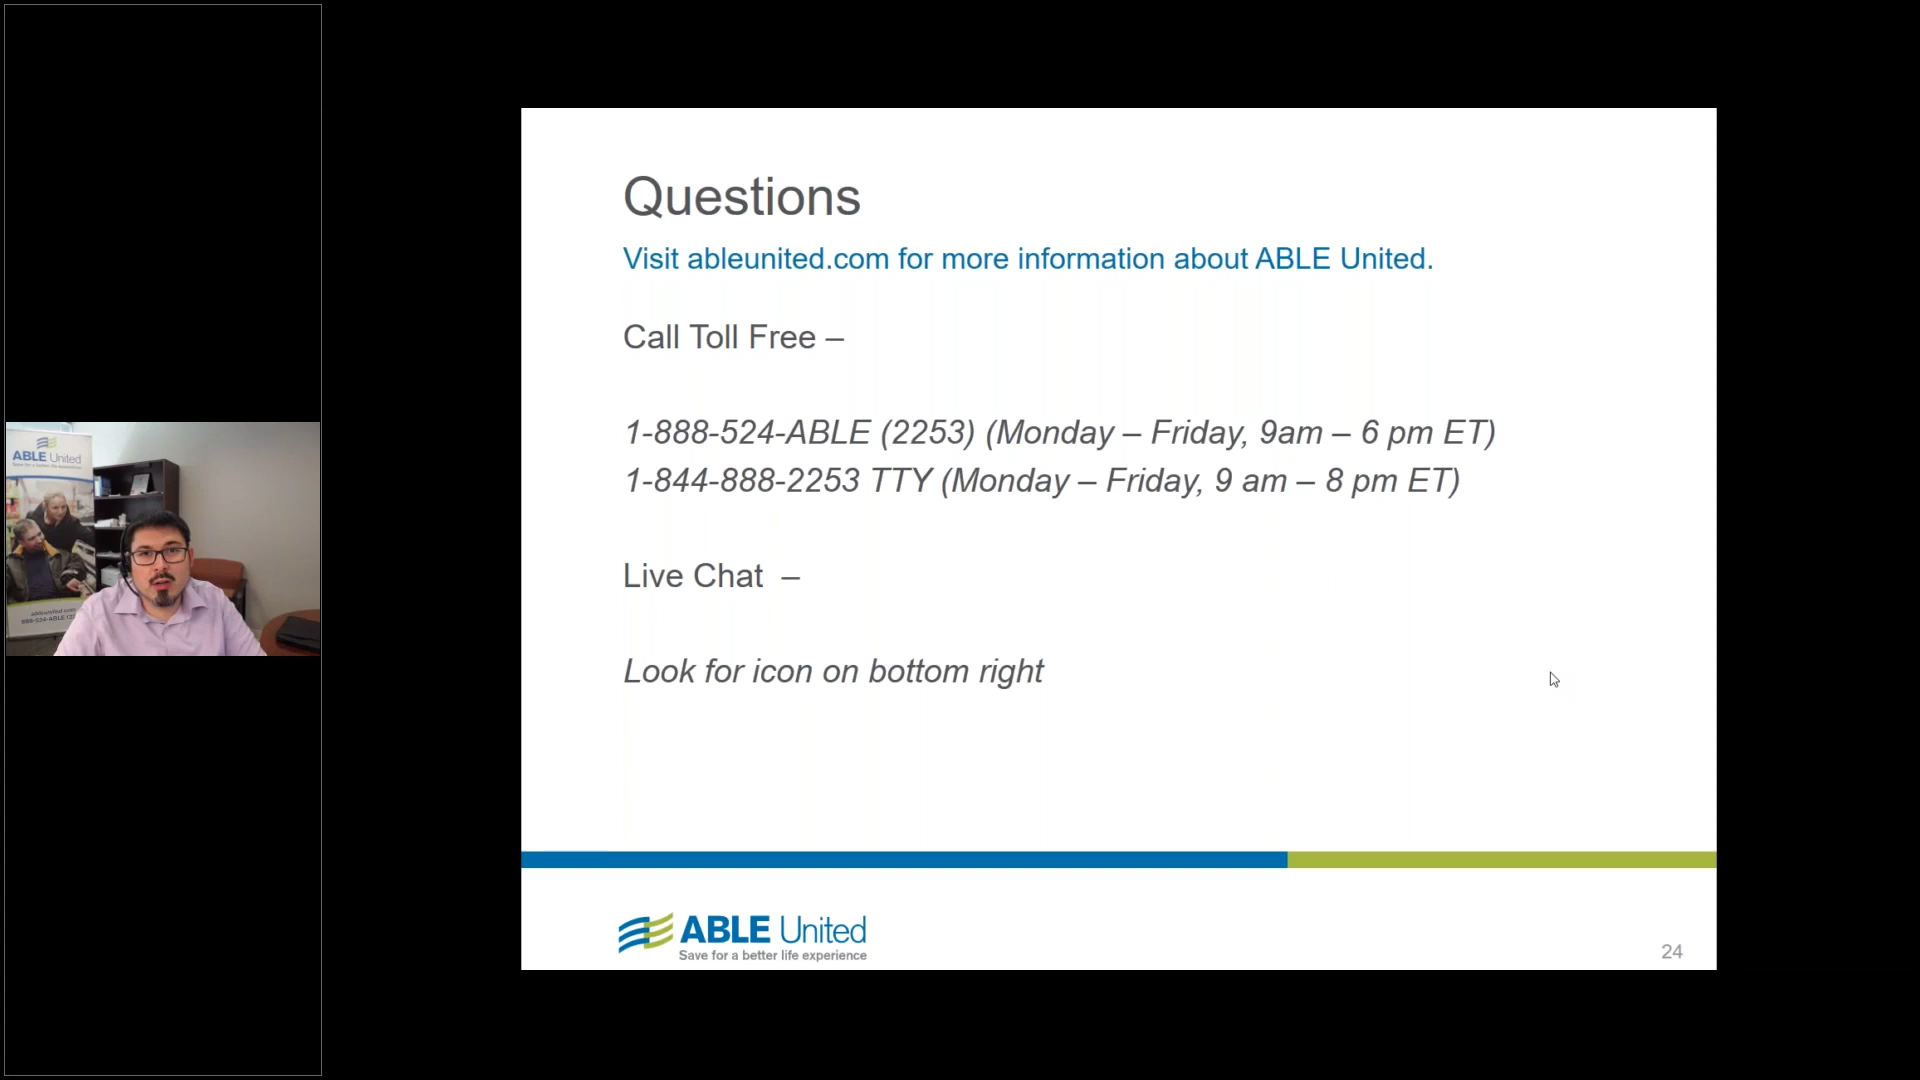 ABLE United
Questions
Visit ableunited.com for more information about ABLE United.
Call Toll Free –
1-888-524-ABLE (2253) (Monday – Friday, 9am – 6 pm ET)
1-844-888-2253 TTY (Monday – Friday, 9 am – 8 pm ET)
Live Chat –
Look for icon on bottom right
ABLE United
Save for a better life experience
24